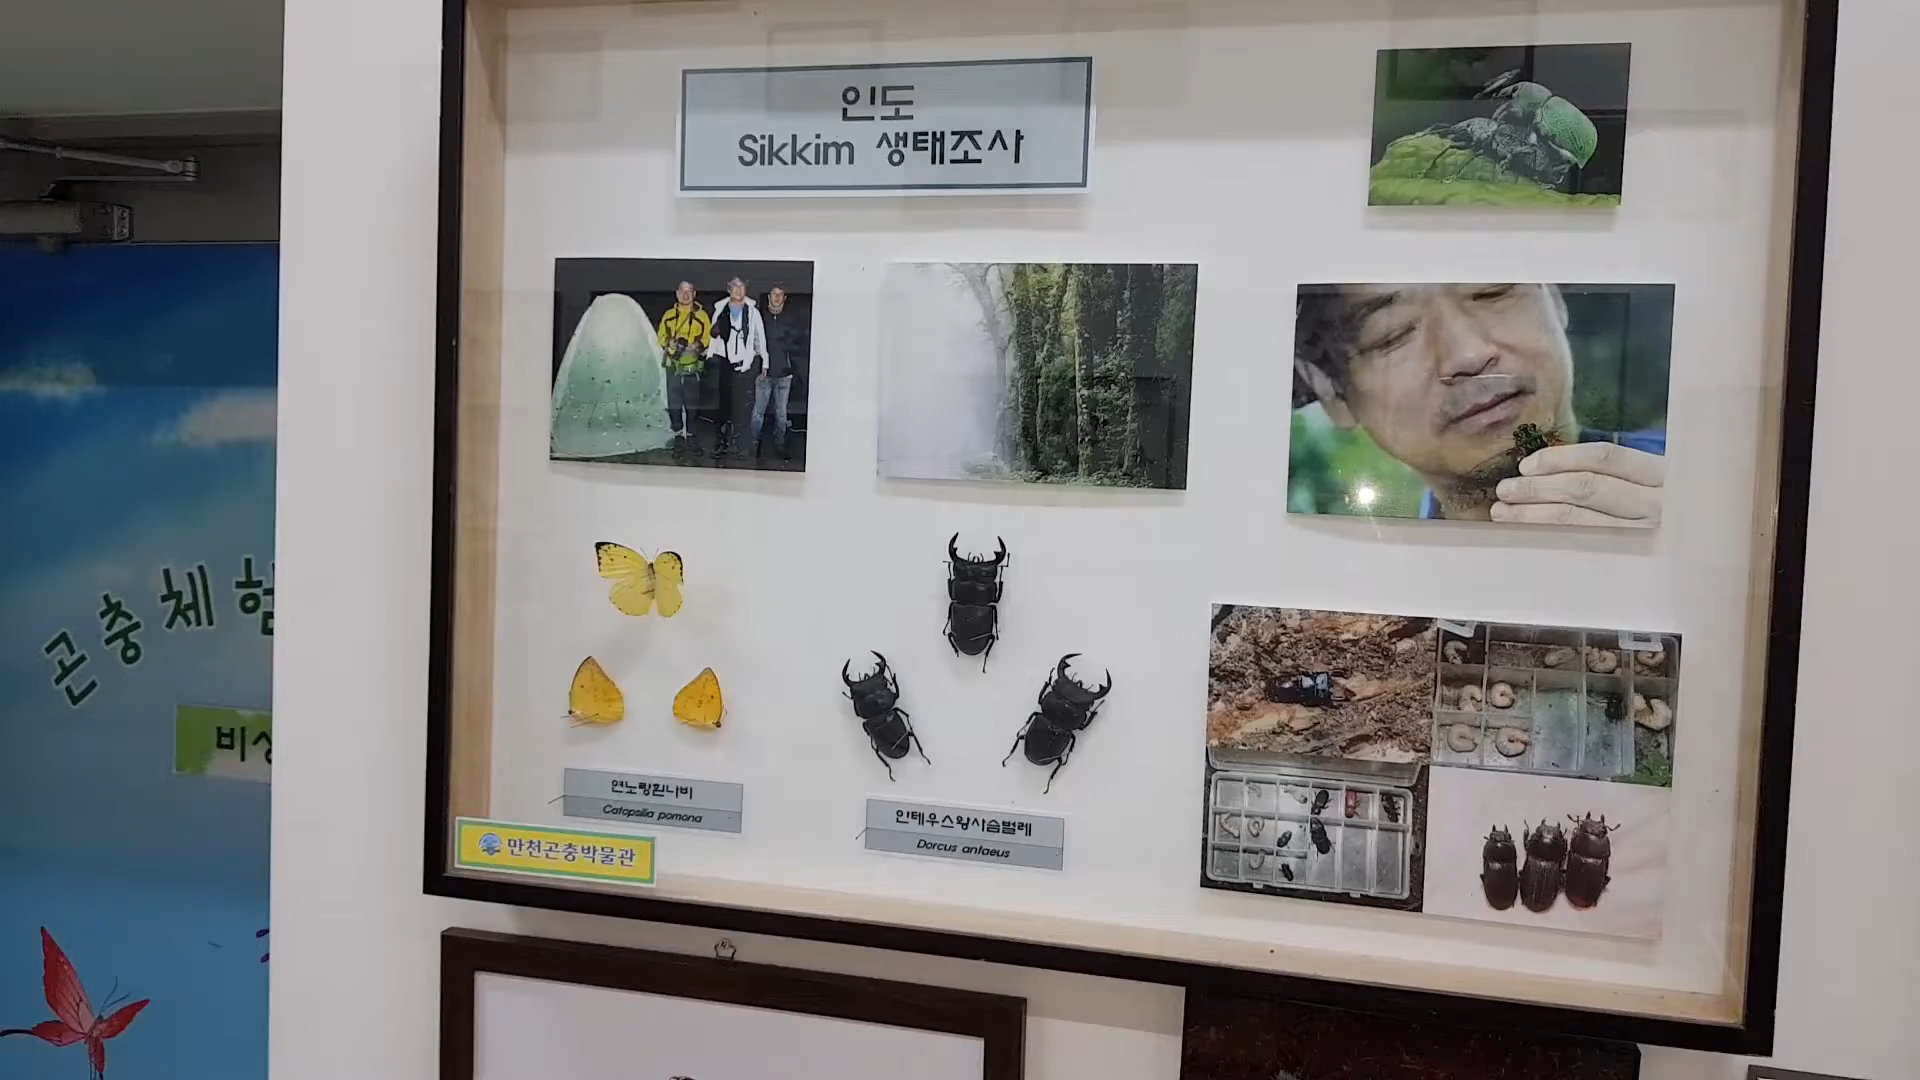 인도
Sikkim 생태조사
곤충체험
비상
연노랑흰나비
Catopsilia pomona
안테우스왕사슴벌레
Dorcus antaeus
만천곤충박물관